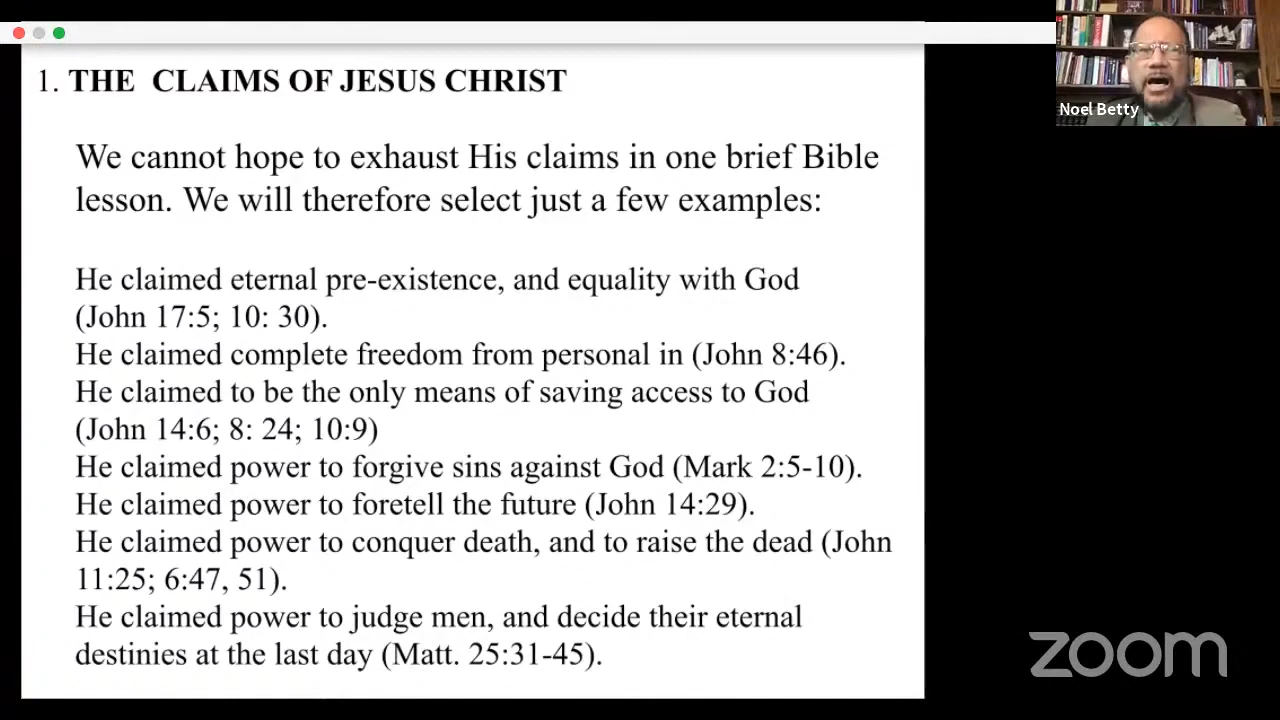 1. THE CLAIMS OF JESUS CHRIST
We cannot hope to exhaust His claims in one brief Bible
lesson. We will therefore select just a few examples:
He claimed eternal pre-existence, and equality with God
(John 17:5; 10: 30).
He claimed complete freedom from personal in (John 8:46).
He claimed to be the only means of saving access to God
(John 14:6; 8: 24; 10:9)
He claimed power to forgive sins against God (Mark 2:5-10).
He claimed power to foretell the future (John 14:29).
He claimed power to conquer death, and to raise the dead (John
11:25; 6:47, 51).
He claimed power to judge men, and decide their eternal
destinies at the last day (Matt. 25:31-45).
Noel Betty
zoom